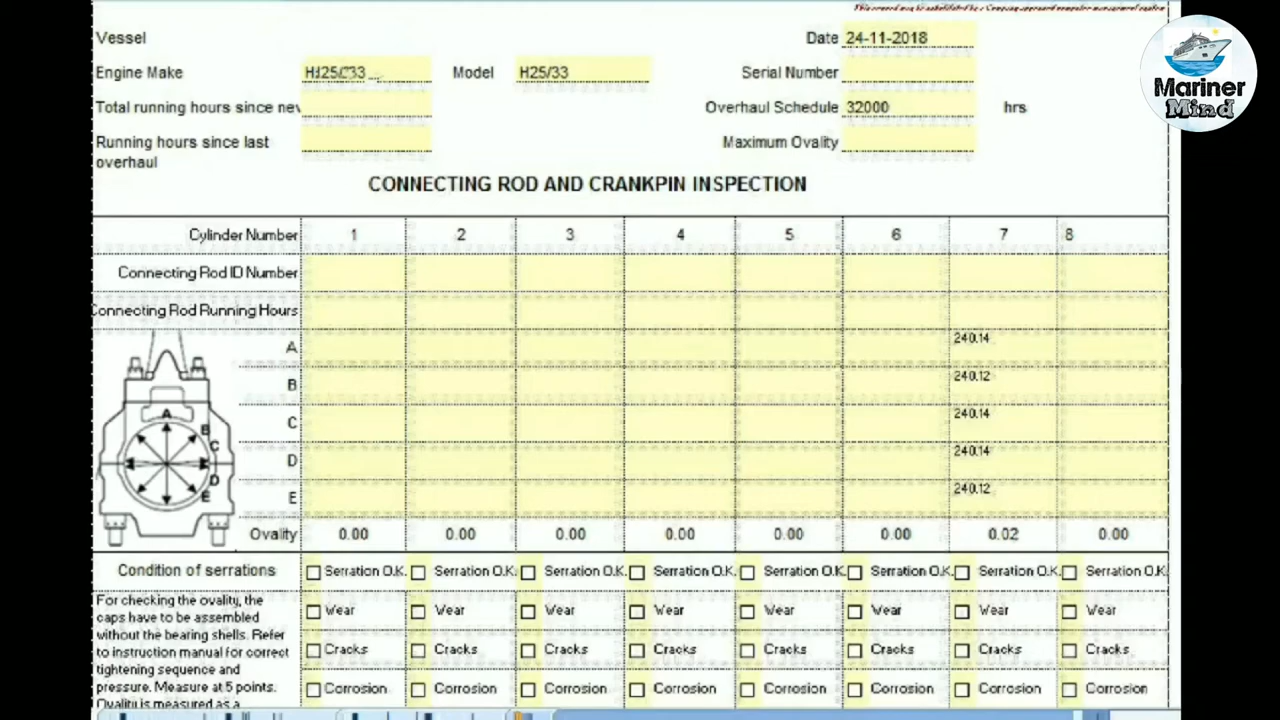 Vessel Date 24-11-2018
Engine Make Model H25/33 Serial Number
Total running hours since nev Overhaul Schedule 32000 hrs
Running hours since last Maximum Ovality
overhaul
CONNECTING ROD AND CRANKPIN INSPECTION
Cylinder Number 1 2 3 4 5 6 7 8
Connecting Rod ID Number
Connecting Rod Running Hours
A 240.14
B 240.12
C 240.14
D 240.14
E 240.12
A
B
C
D
E
Ovality 0.00 0.00 0.00 0.00 0.00 0.00 0.02 0.00
Condition of serrations Serration O.K. Serration O.K. Serration O.K. Serration O.K. Serration O.K. Serration O.K. Serration O.K. Serration O.K.
For checking the ovality, the
caps have to be assembled Wear Wear Wear Wear Wear Wear Wear Wear
without the bearing shells. Refer
to instruction manual for correct Cracks Cracks Cracks Cracks Cracks Cracks Cracks Cracks
tightening sequence and
pressure. Measure at 5 points. Corrosion Corrosion Corrosion Corrosion Corrosion Corrosion Corrosion Corrosion
Ovality is measured as a
Mariner
Mind